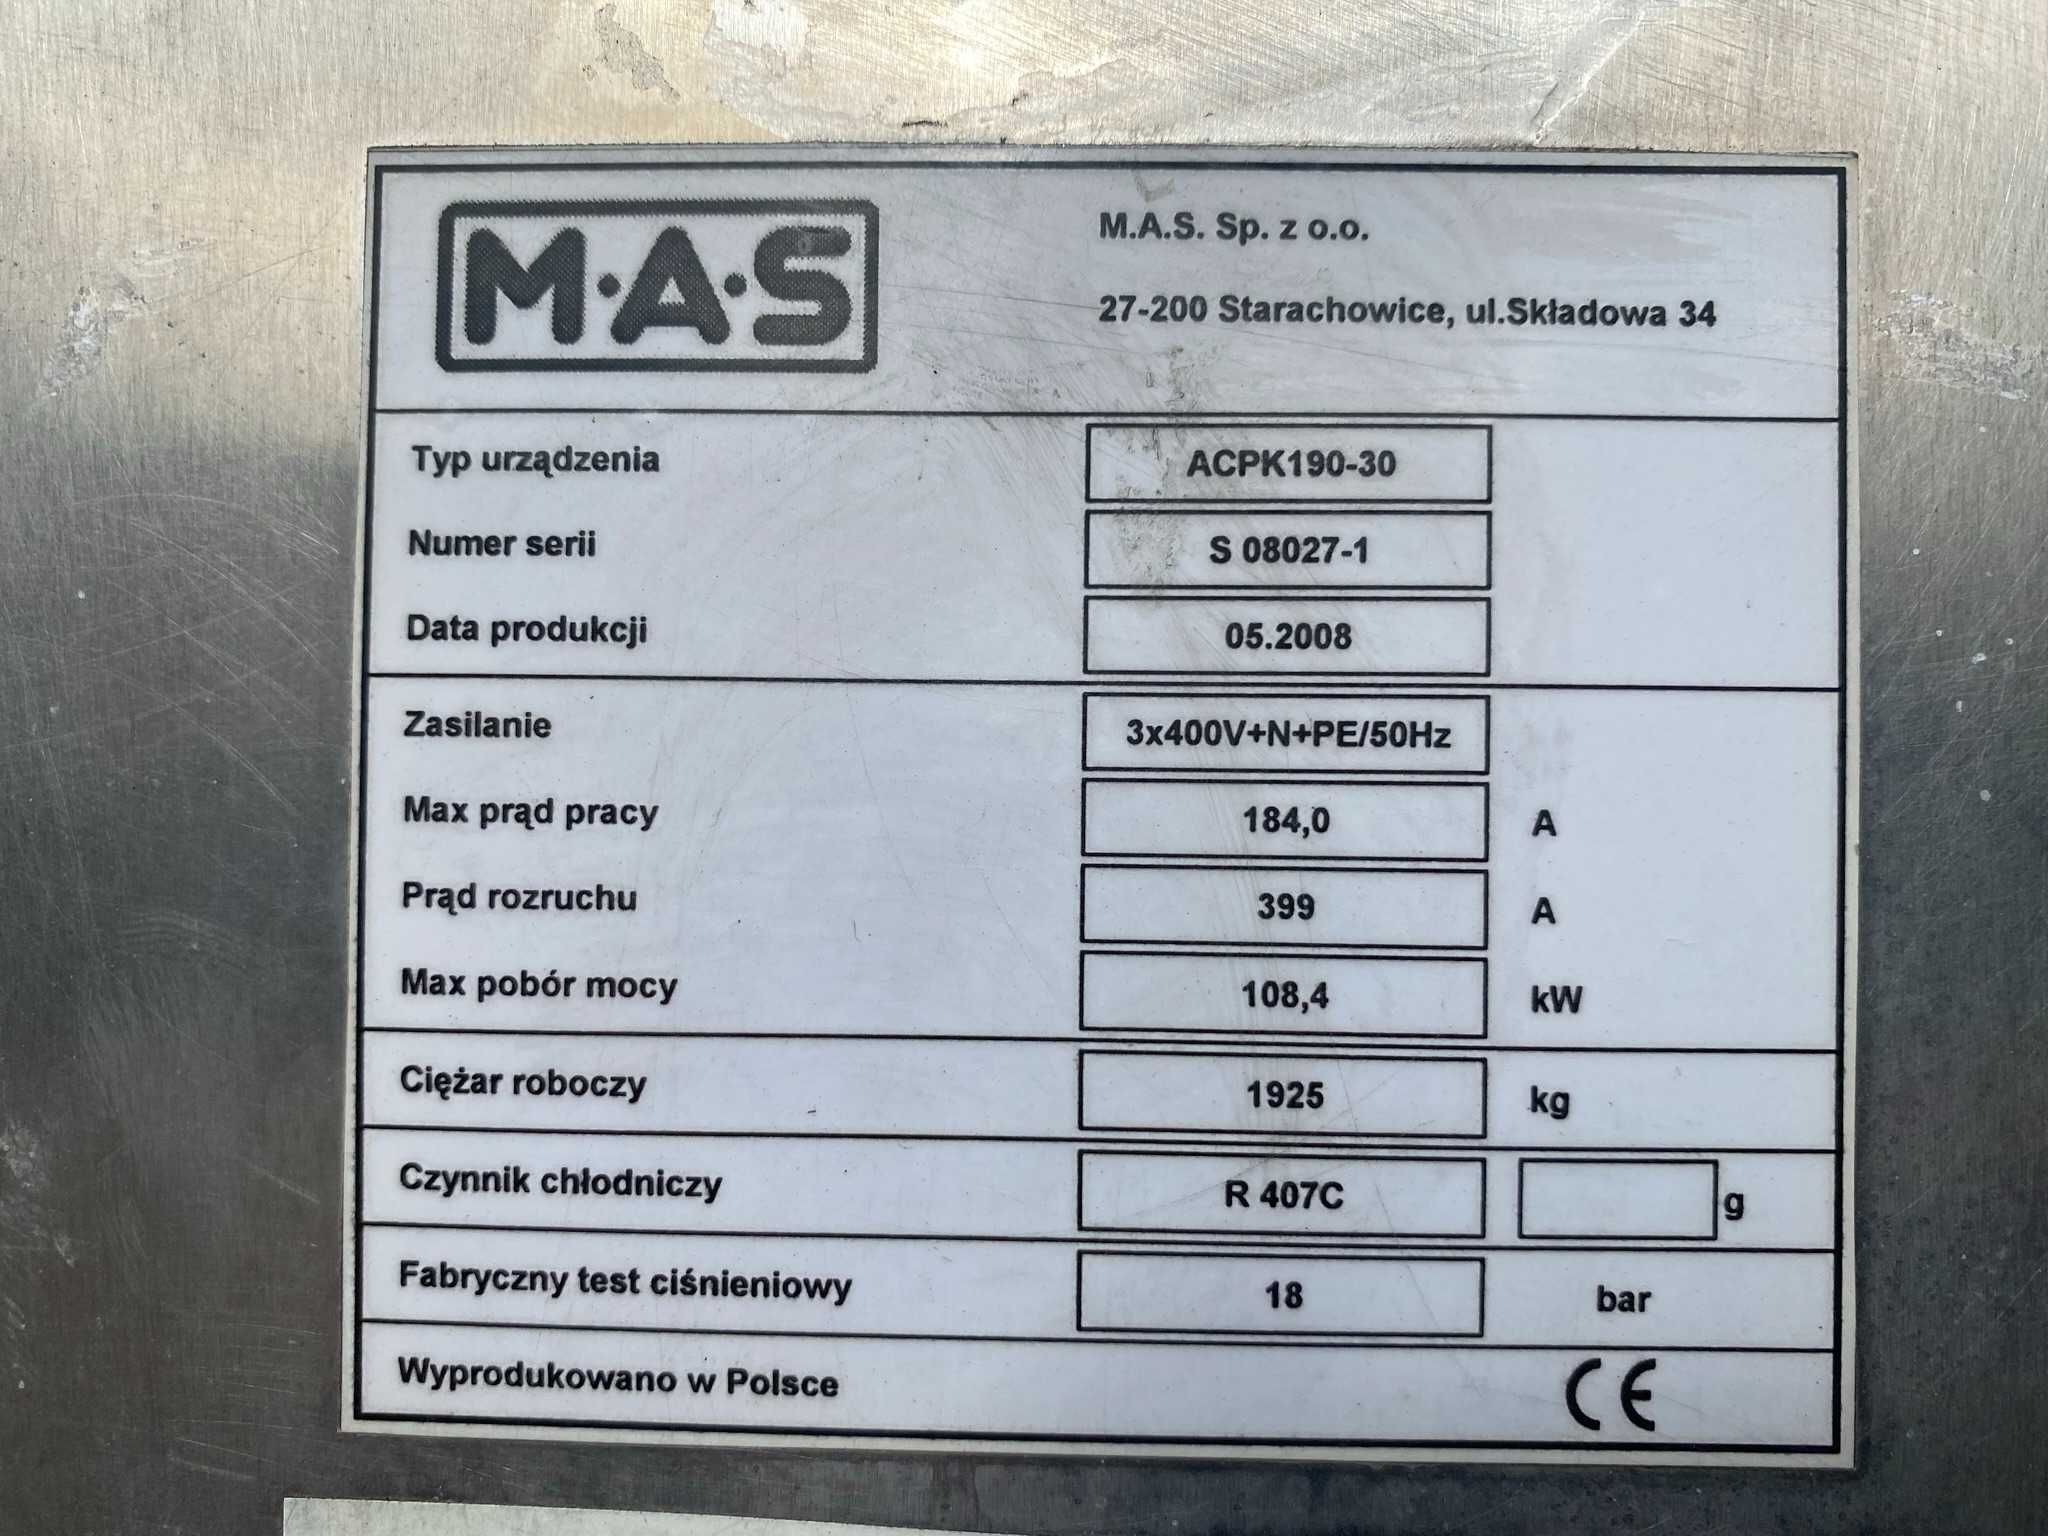 M·A·S
M.A.S. Sp. z o.o.
27-200 Starachowice, ul.Składowa 34
Typ urządzenia ACPK190-30
Numer serii S 08027-1
Data produkcji 05.2008
Zasilanie 3x400V+N+PE/50Hz
Max prąd pracy 184,0 A
Prąd rozruchu 399 A
Max pobór mocy 108,4 kW
Ciężar roboczy 1925 kg
Czynnik chłodniczy R 407C g
Fabryczny test ciśnieniowy 18 bar
Wyprodukowano w Polsce CE